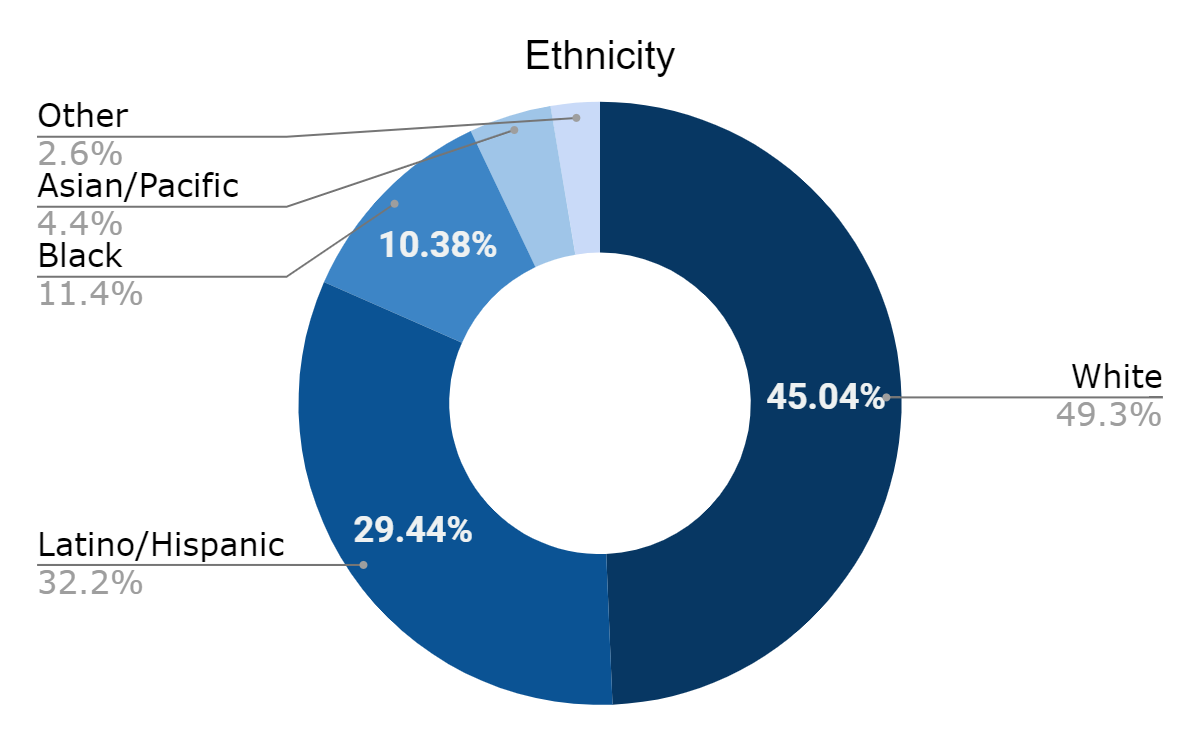 Ethnicity
Other
2.6%
Asian/Pacific
4.4%
Black
11.4%
10.38%
White
49.3%
45.04%
29.44%
Latino/Hispanic
32.2%